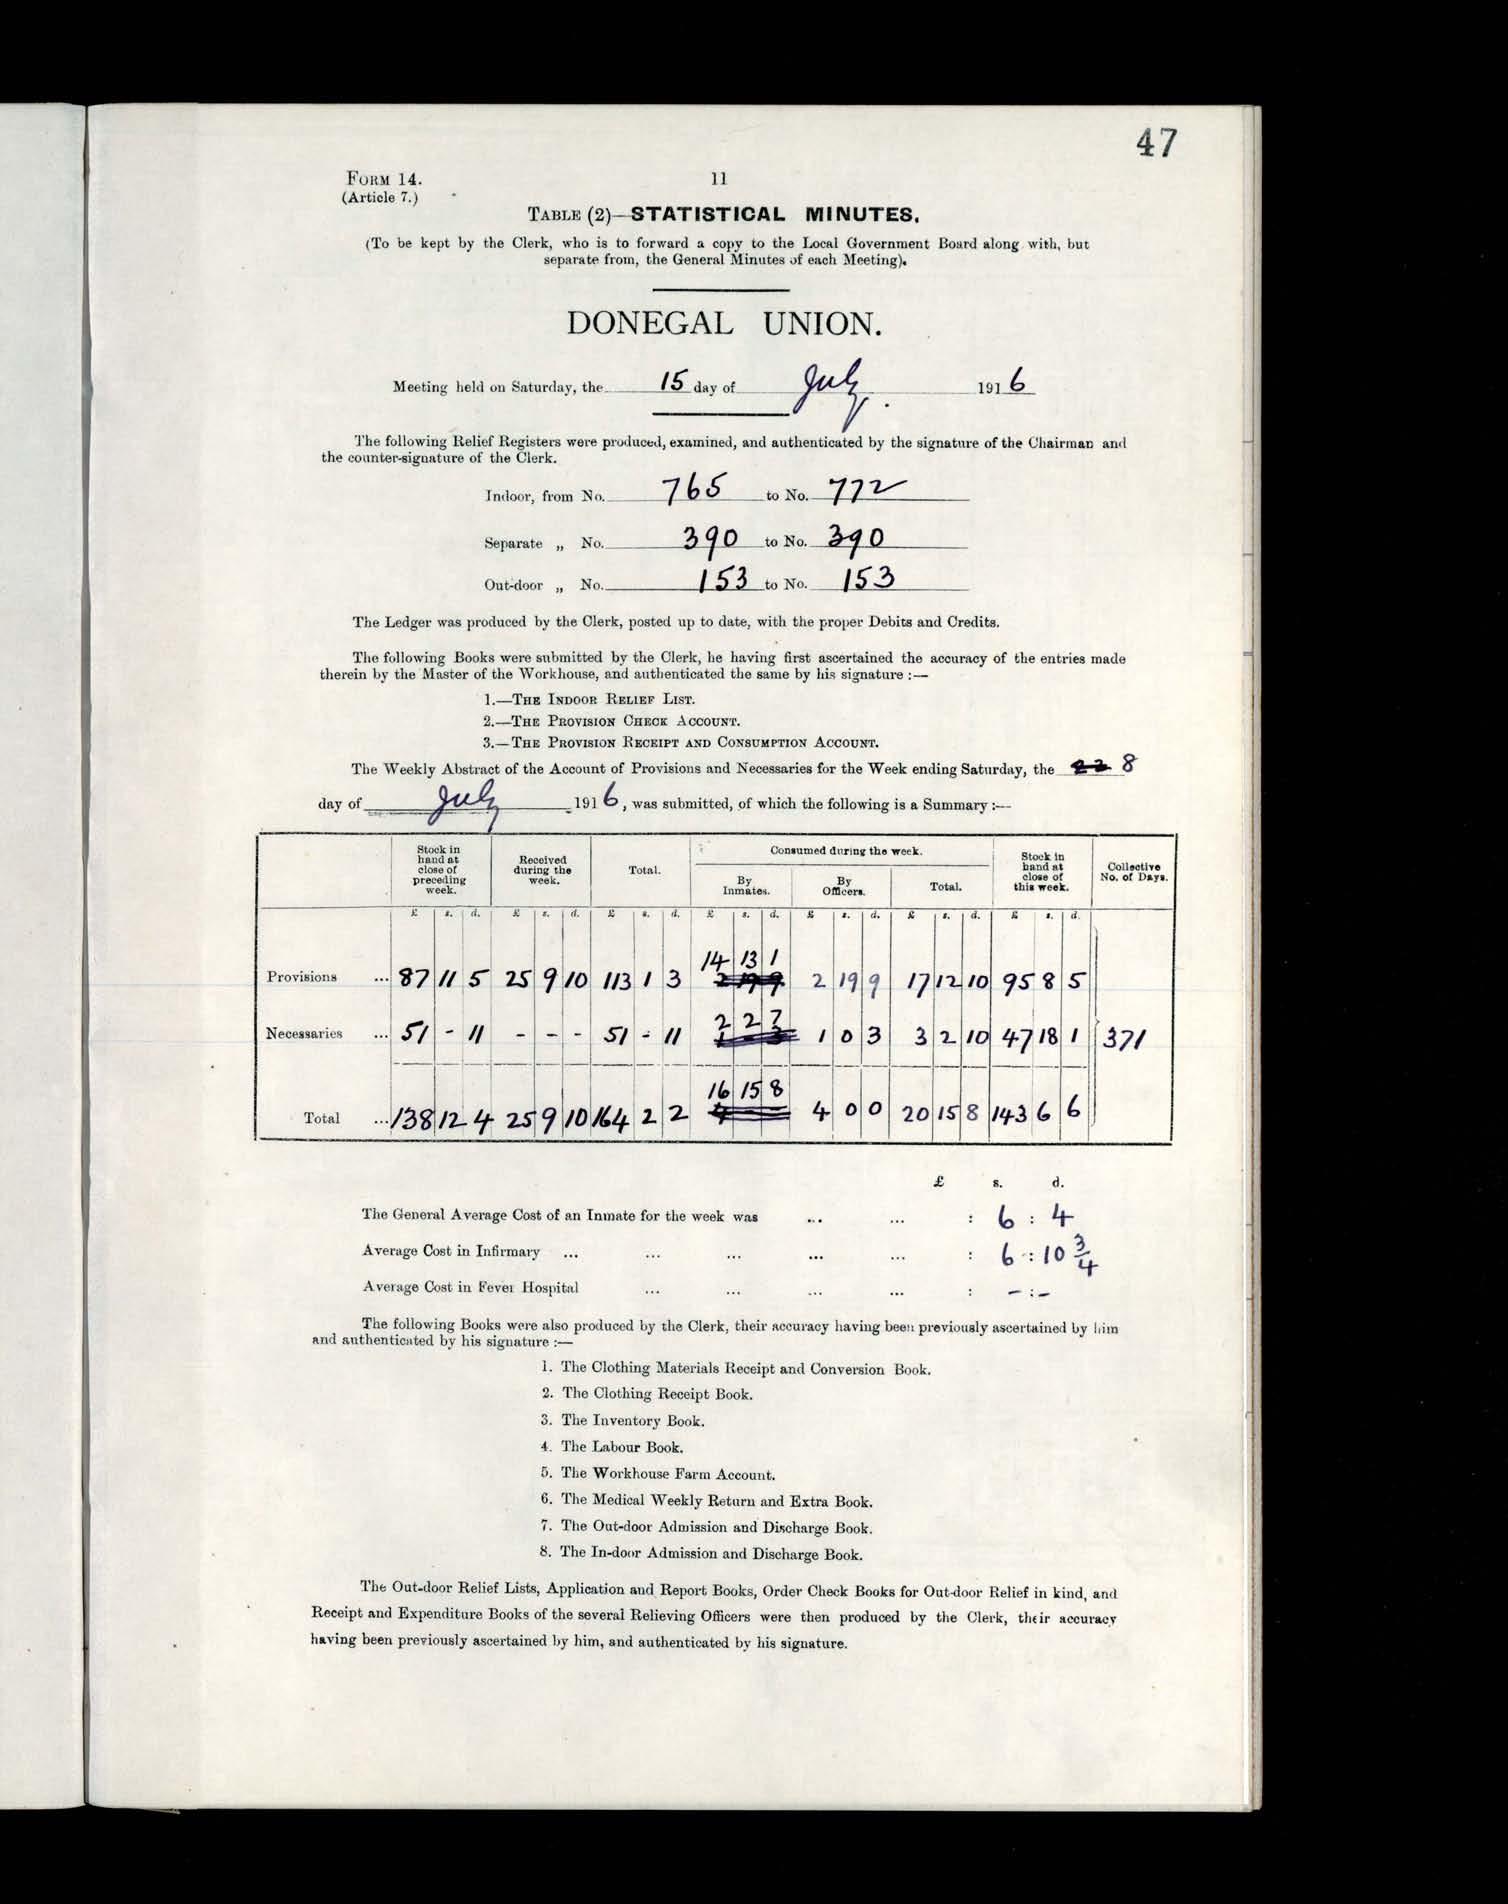 47
FORM 14.
11
(Article 7.)
TABLE (2)—STATISTICAL MINUTES.
(To be kept by the Clerk, who is to forward a copy to the Local Government Board along with, but
separate from, the General Minutes of each Meeting).
DONEGAL UNION.
Meeting held on Saturday, the 15 day of July. 1916
The following Relief Registers were produced, examined, and authenticated by the signature of the Chairman and
the counter-signature of the Clerk.
Indoor, from No. 765 to No. 772
Separate „ No. 390 to No. 390
Out-door „ No. 153 to No. 153
The Ledger was produced by the Clerk, posted up to date, with the proper Debits and Credits.
The following Books were submitted by the Clerk, he having first ascertained the accuracy of the entries made
therein by the Master of the Workhouse, and authenticated the same by his signature :—
1.—THE INDOOR RELIEF LIST.
2.—THE PROVISION CHECK ACCOUNT.
3.—THE PROVISION RECEIPT AND CONSUMPTION ACCOUNT.
The Weekly Abstract of the Account of Provisions and Necessaries for the Week ending Saturday, the 22 8
day of July 1916, was submitted, of which the following is a Summary :—
Stock in hand at close of preceding week. Received during the week. Total. Consumed during the week. By Inmates. By Officers. Total. Stock in hand at close of this week. Collective No. of Days.
£ s. d. £ s. d. £ s. d. £ s. d. £ s. d. £ s. d. £ s. d.
14 13 1
Provisions ... 87 11 5 25 9 10 113 1 3 2 19 9 2 19 9 17 12 10 95 8 5
2 2 7
Necessaries ... 51 - 11 - - - 51 - 11 1 - 3 1 0 3 3 2 10 47 18 1 371
16 15 8
Total ... 138 12 4 25 9 10 164 2 2 4 4 0 0 20 15 8 143 6 6
£ s. d.
The General Average Cost of an Inmate for the week was ... ... : 6 : 4
Average Cost in Infirmary ... ... ... ... ... : 6 : 10 3/4
Average Cost in Fever Hospital ... ... ... ... : - : -
The following Books were also produced by the Clerk, their accuracy having been previously ascertained by him
and authenticated by his signature :—
1. The Clothing Materials Receipt and Conversion Book.
2. The Clothing Receipt Book.
3. The Inventory Book.
4. The Labour Book.
5. The Workhouse Farm Account.
6. The Medical Weekly Return and Extra Book.
7. The Out-door Admission and Discharge Book.
8. The In-door Admission and Discharge Book.
The Out-door Relief Lists, Application and Report Books, Order Check Books for Out-door Relief in kind, and
Receipt and Expenditure Books of the several Relieving Officers were then produced by the Clerk, their accuracy
having been previously ascertained by him, and authenticated by his signature.